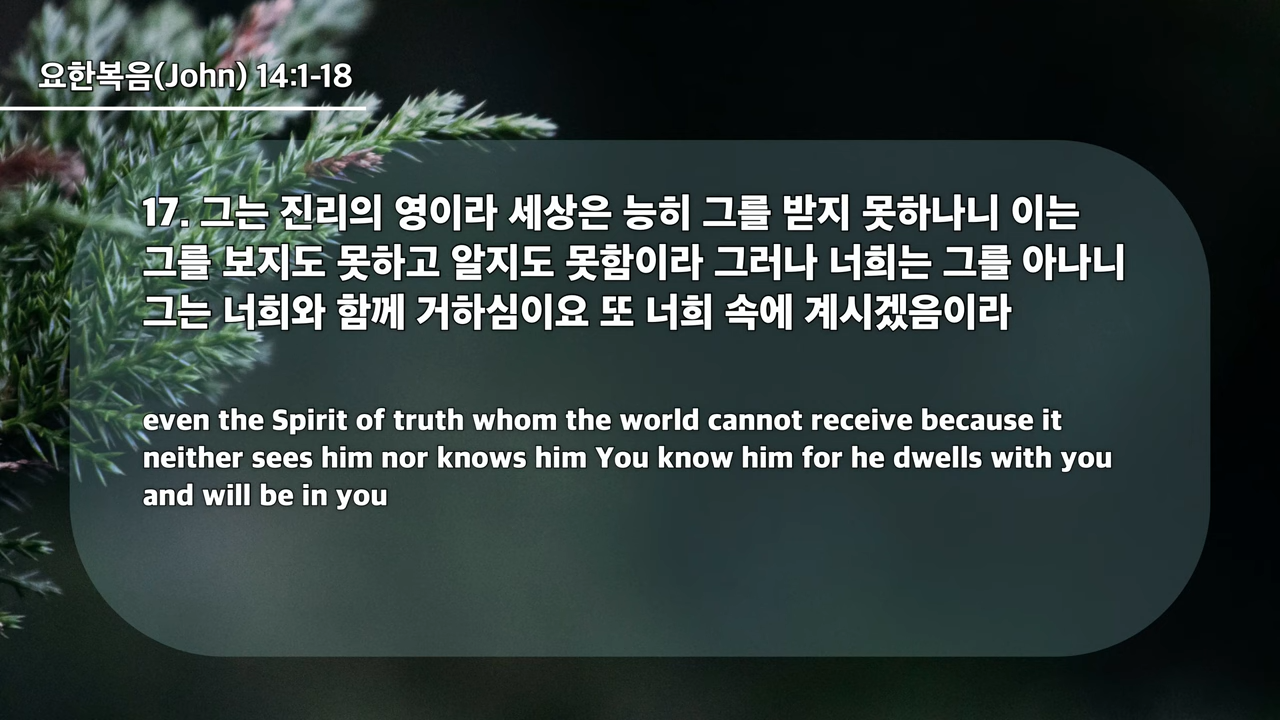 요한복음(John) 14:1-18
17. 그는 진리의 영이라 세상은 능히 그를 받지 못하나니 이는
그를 보지도 못하고 알지도 못함이라 그러나 너희는 그를 아나니
그는 너희와 함께 거하심이요 또 너희 속에 계시겠음이라
even the Spirit of truth whom the world cannot receive because it
neither sees him nor knows him You know him for he dwells with you
and will be in you